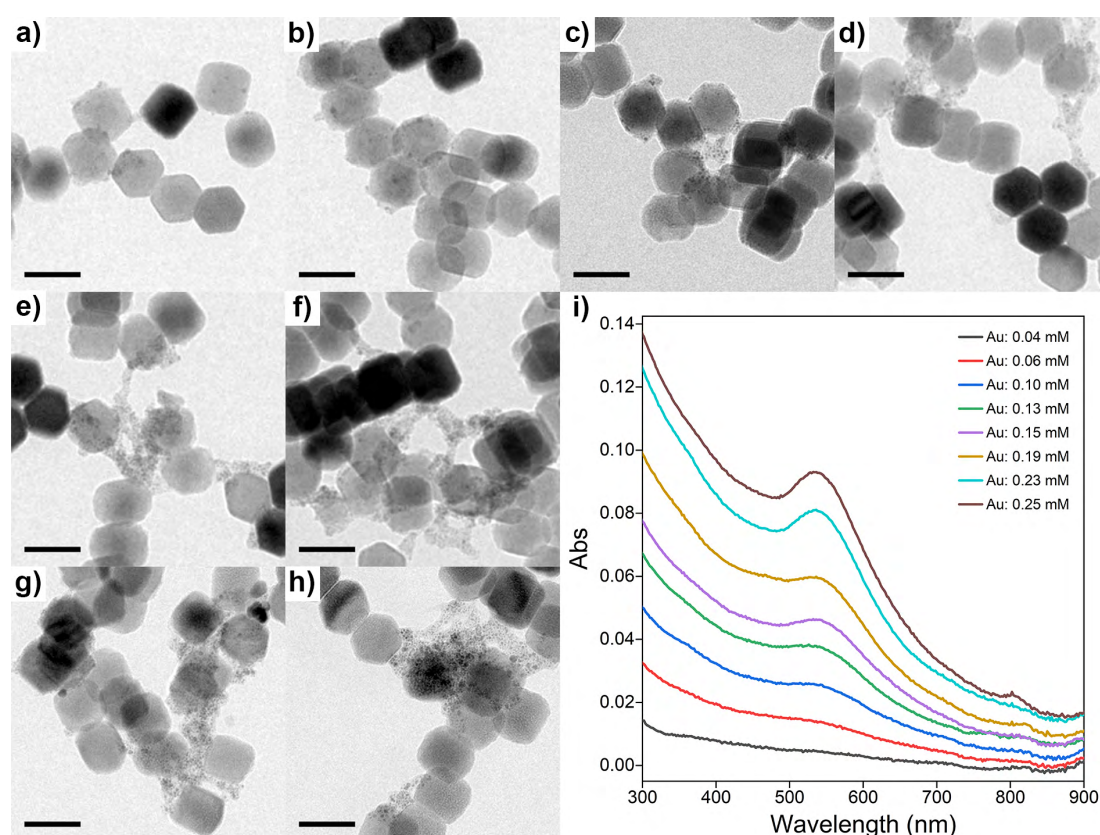 a)
b)
c)
d)
e)
f)
g)
h)
i)
0.14
0.12
0.10
0.08
0.06
0.04
0.02
0.00
Abs
Au: 0.04 mM
Au: 0.06 mM
Au: 0.10 mM
Au: 0.13 mM
Au: 0.15 mM
Au: 0.19 mM
Au: 0.23 mM
Au: 0.25 mM
300 400 500 600 700 800 900
Wavelength (nm)